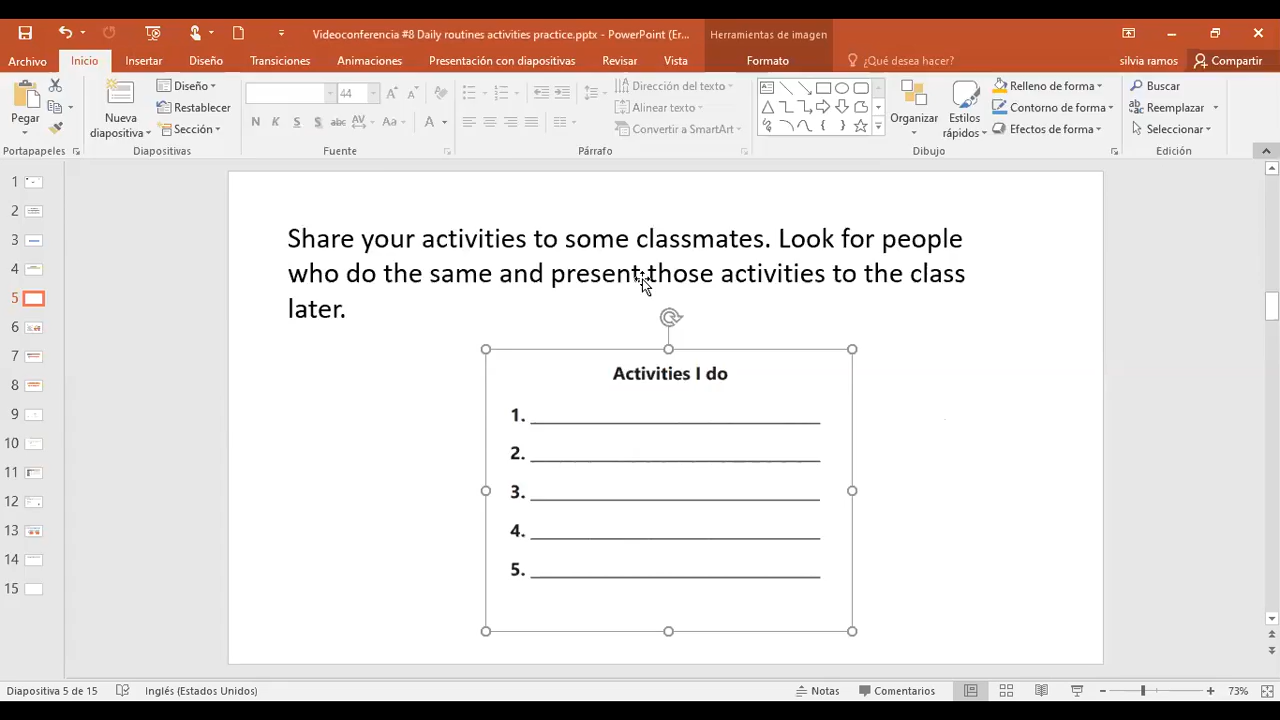 Videoconferencia #8 Daily routines activities practice.pptx - PowerPoint (Er...
Herramientas de imagen
Archivo Inicio Insertar Diseño Transiciones Animaciones Presentación con diapositivas Revisar Vista Formato ¿Qué desea hacer? silvia ramos Compartir
Pegar
Portapapeles
Nueva diapositiva
Diseño
Restablecer
Sección
Diapositivas
44
N K S S abc AV Aa A
Fuente
Dirección del texto
Alinear texto
Convertir a SmartArt
Párrafo
Organizar
Estilos rápidos
Relleno de forma
Contorno de forma
Efectos de forma
Dibujo
Buscar
Reemplazar
Seleccionar
Edición
1
2
3
4
5
6
7
8
9
10
11
12
13
14
15
Share your activities to some classmates. Look for people
who do the same and present those activities to the class
later.
Activities I do
1.
2.
3.
4.
5.
Diapositiva 5 de 15 Inglés (Estados Unidos) Notas Comentarios 73%